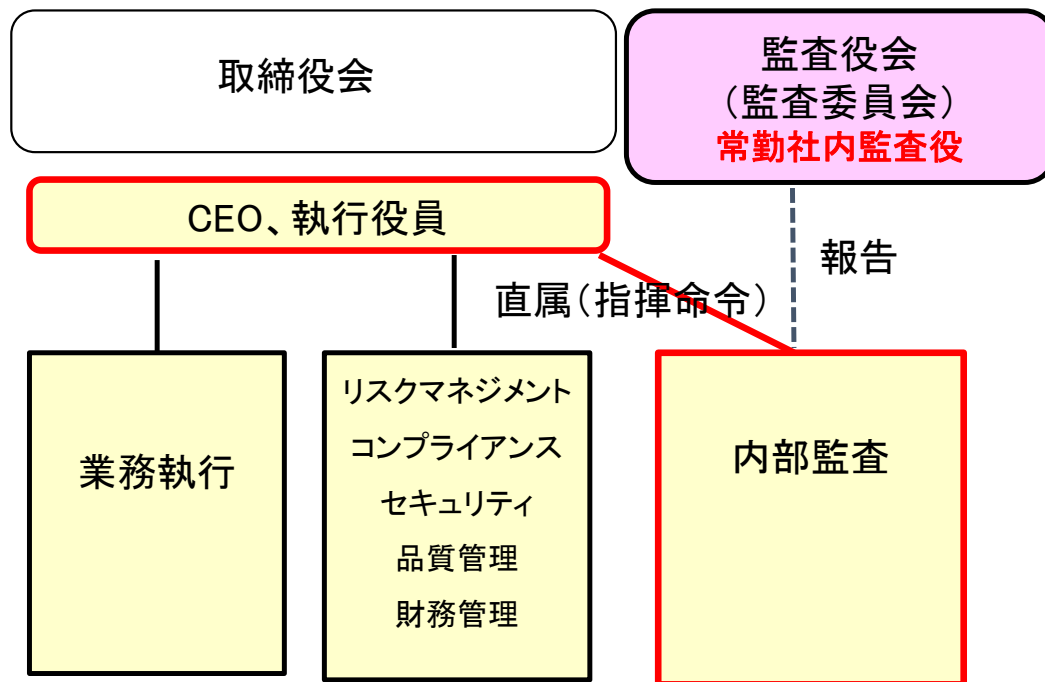 取締役会
監査役会
(監査委員会)
常勤社内監査役
CEO、執行役員
報告
直属(指揮命令)
業務執行
リスクマネジメント
コンプライアンス
セキュリティ
品質管理
財務管理
内部監査